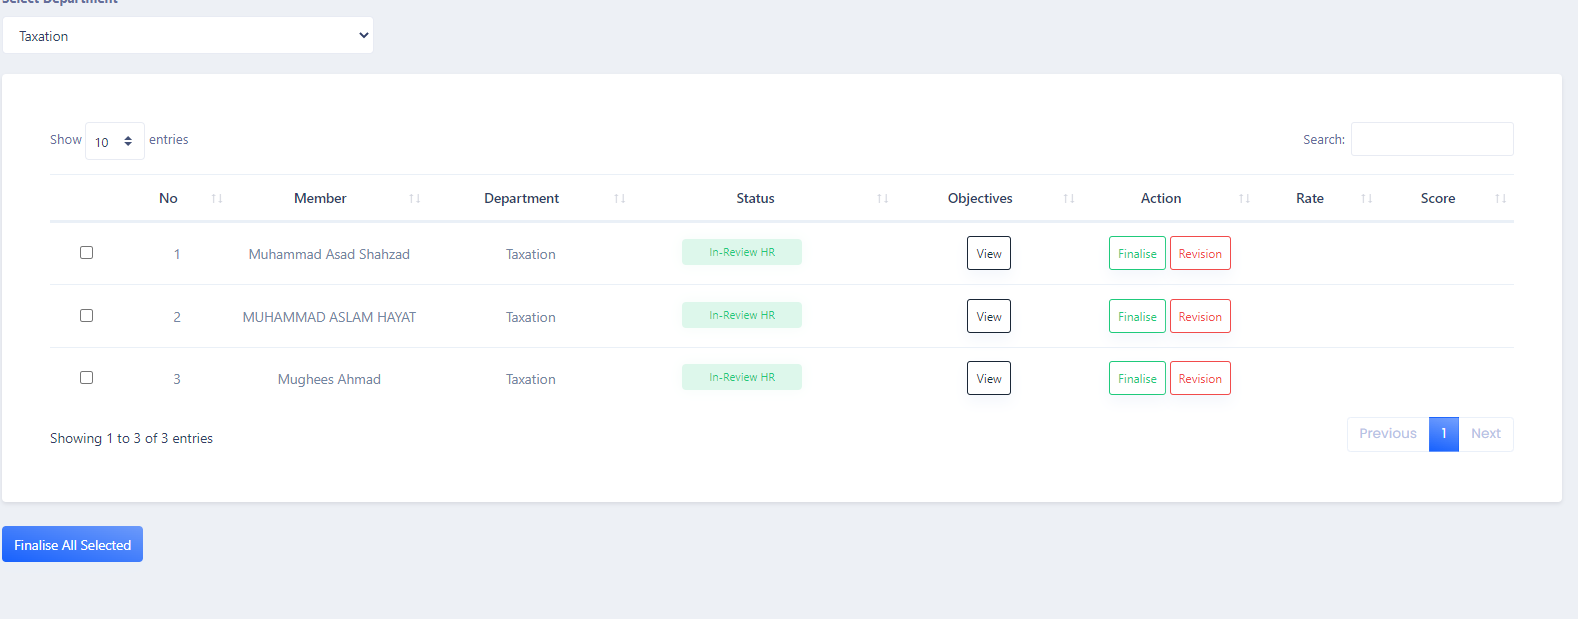 Select Department
Taxation
Show 10 entries
Search:
No Member Department Status Objectives Action Rate Score
1 Muhammad Asad Shahzad Taxation In-Review HR View Finalise Revision
2 MUHAMMAD ASLAM HAYAT Taxation In-Review HR View Finalise Revision
3 Mughees Ahmad Taxation In-Review HR View Finalise Revision
Showing 1 to 3 of 3 entries
Previous 1 Next
Finalise All Selected